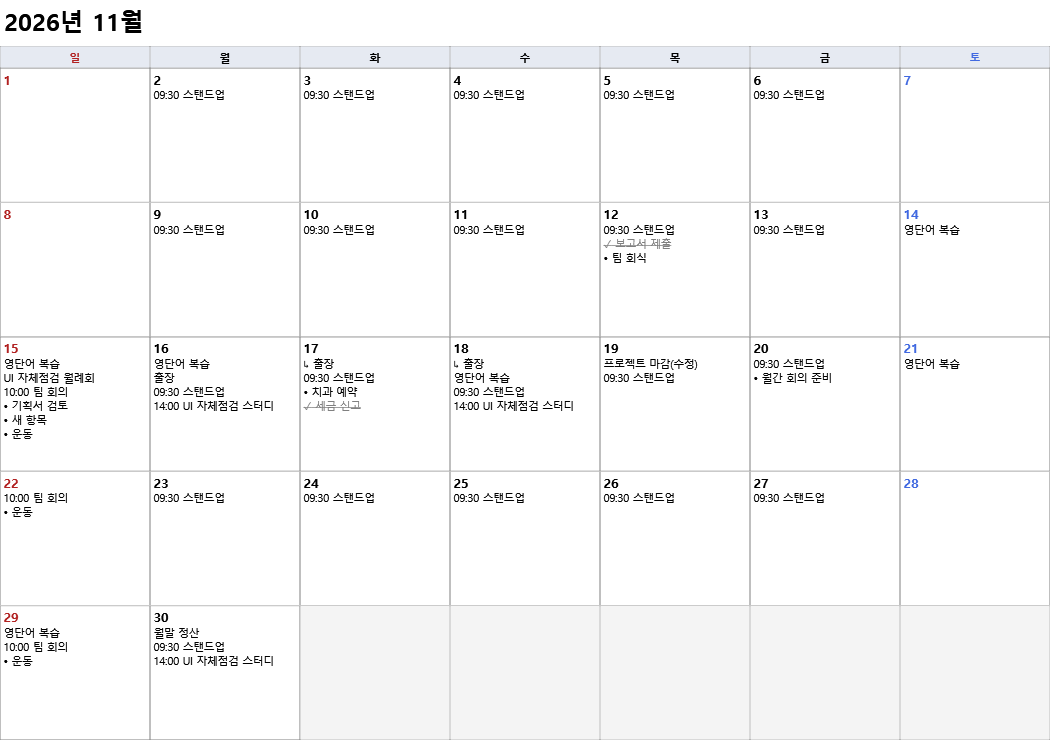 2026년 11월
일 월 화 수 목 금 토
1
2
09:30 스탠드업
3
09:30 스탠드업
4
09:30 스탠드업
5
09:30 스탠드업
6
09:30 스탠드업
7
8
9
09:30 스탠드업
10
09:30 스탠드업
11
09:30 스탠드업
12
09:30 스탠드업
✓ 보고서 제출
• 팀 회식
13
09:30 스탠드업
14
영단어 복습
15
영단어 복습
UI 자체점검 월례회
10:00 팀 회의
• 기획서 검토
• 새 항목
• 운동
16
영단어 복습
출장
09:30 스탠드업
14:00 UI 자체점검 스터디
17
↳ 출장
09:30 스탠드업
• 치과 예약
✓ 세금 신고
18
↳ 출장
영단어 복습
09:30 스탠드업
14:00 UI 자체점검 스터디
19
프로젝트 마감(수정)
09:30 스탠드업
20
09:30 스탠드업
• 월간 회의 준비
21
영단어 복습
22
10:00 팀 회의
• 운동
23
09:30 스탠드업
24
09:30 스탠드업
25
09:30 스탠드업
26
09:30 스탠드업
27
09:30 스탠드업
28
29
영단어 복습
10:00 팀 회의
• 운동
30
월말 정산
09:30 스탠드업
14:00 UI 자체점검 스터디